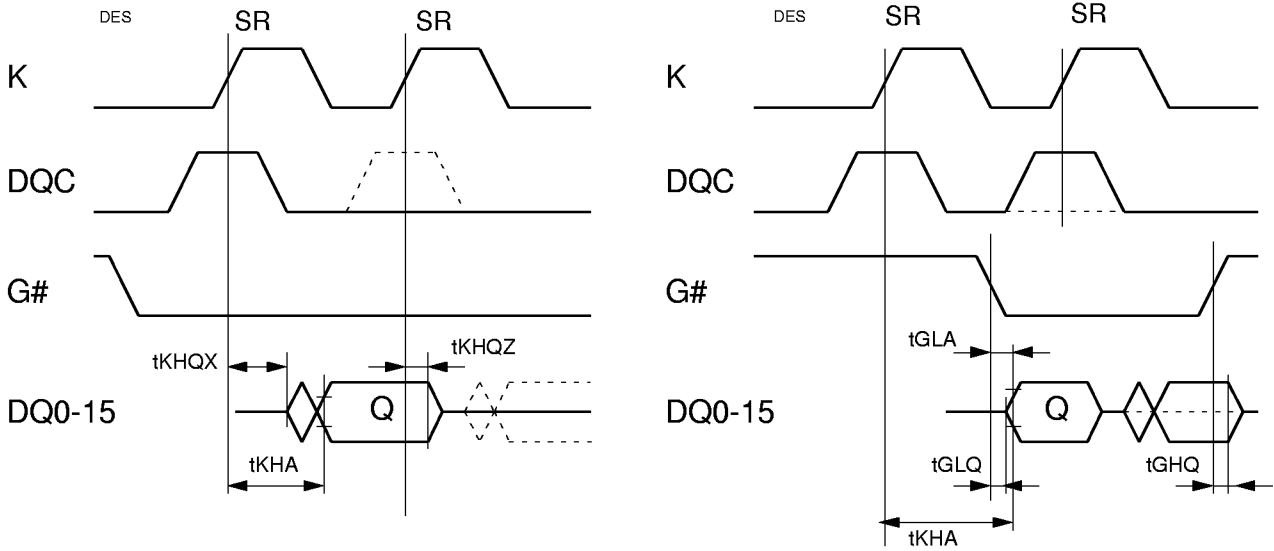 DES SR SR
K
DQC
G#
tKHQX tKHQZ
DQ0-15 Q
tKHA
DES SR SR
K
DQC
G#
tGLA
DQ0-15 Q
tGLQ tGHQ
tKHA